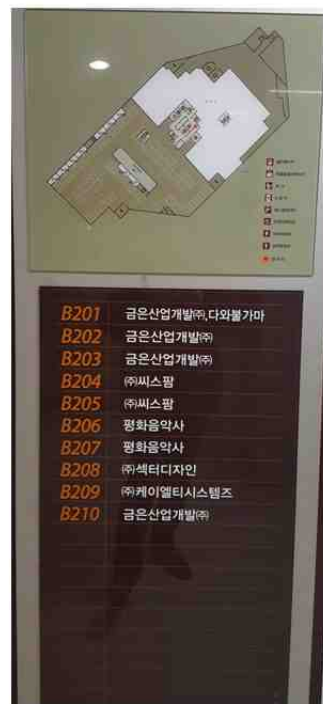 B201 금은산업개발㈜,다와불가마
B202 금은산업개발㈜
B203 금은산업개발㈜
B204 ㈜씨스팜
B205 ㈜씨스팜
B206 평화음악사
B207 평화음악사
B208 ㈜섹터디자인
B209 ㈜케이엘티시스템즈
B210 금은산업개발㈜